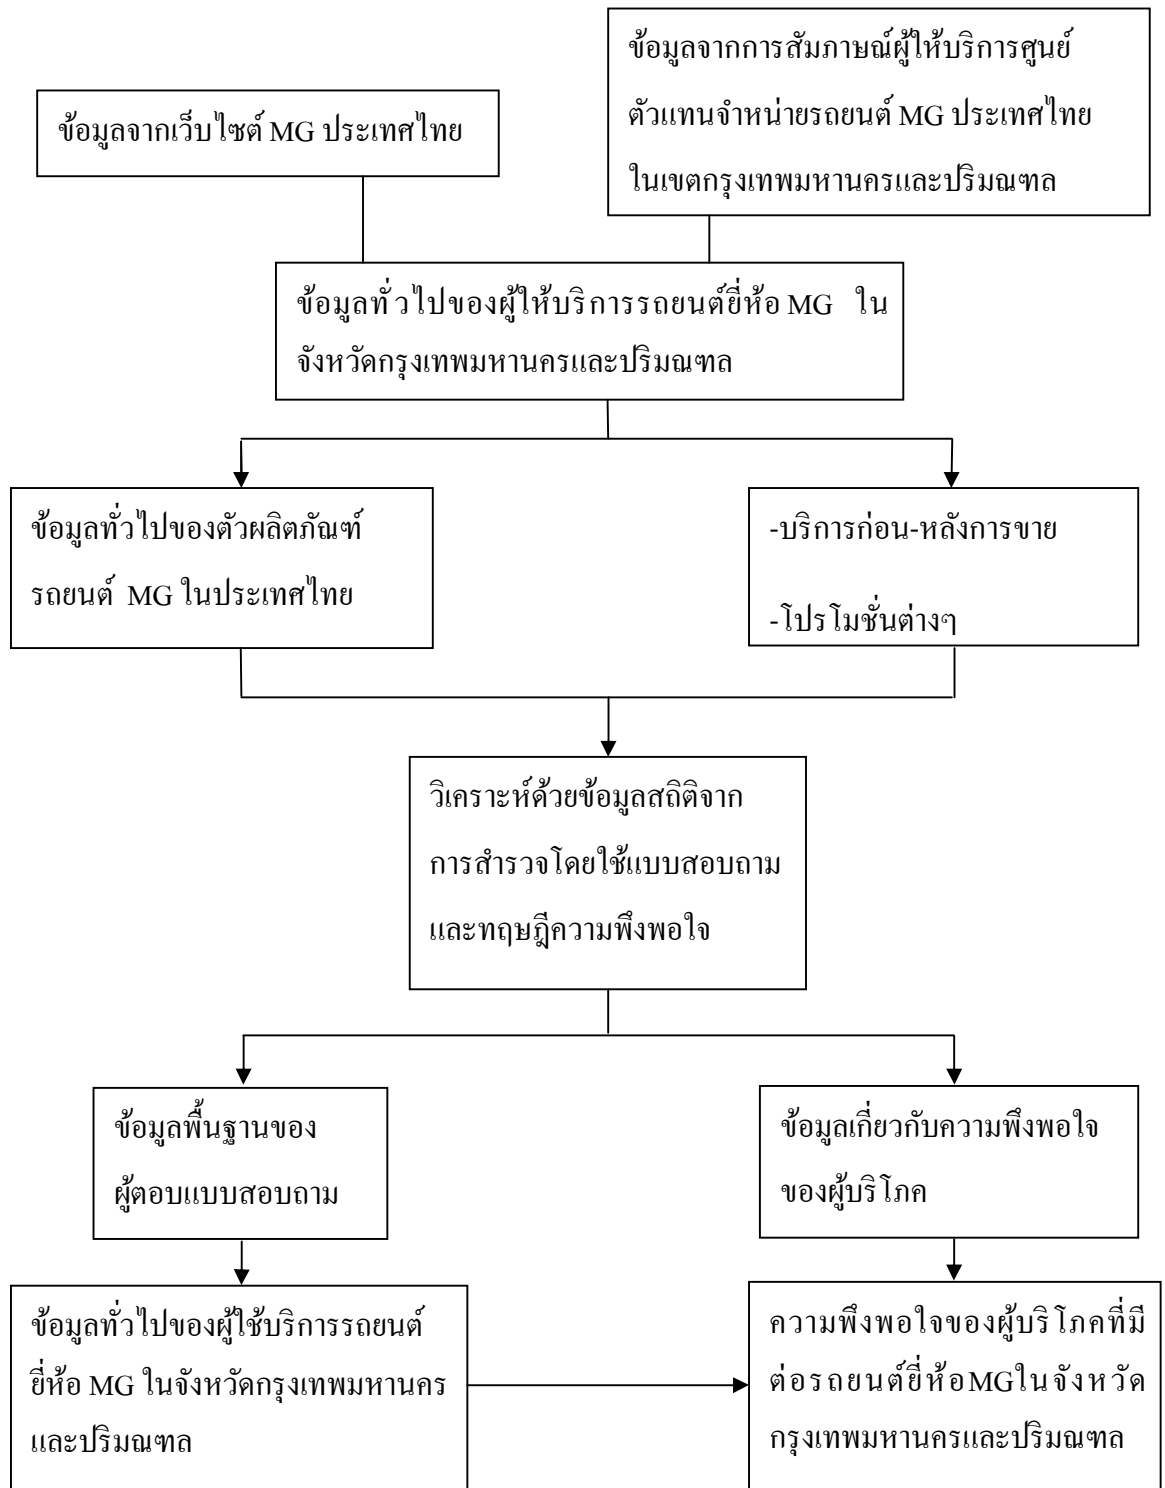 ข้อมูลจากเว็บไซต์ MG ประเทศไทย
ข้อมูลจากการสัมภาษณ์ผู้ให้บริการศูนย์
ตัวแทนจำหน่ายรถยนต์ MG ประเทศไทย
ในเขตกรุงเทพมหานครและปริมณฑล
ข้อมูลทั่วไปของผู้ให้บริการรถยนต์ยี่ห้อ MG ใน
จังหวัดกรุงเทพมหานครและปริมณฑล
ข้อมูลทั่วไปของตัวผลิตภัณฑ์
รถยนต์ MG ในประเทศไทย
-บริการก่อน-หลังการขาย
-โปรโมชั่นต่างๆ
วิเคราะห์ด้วยข้อมูลสถิติจาก
การสำรวจโดยใช้แบบสอบถาม
และทฤษฎีความพึงพอใจ
ข้อมูลพื้นฐานของ
ผู้ตอบแบบสอบถาม
ข้อมูลเกี่ยวกับความพึงพอใจ
ของผู้บริโภค
ข้อมูลทั่วไปของผู้ใช้บริการรถยนต์
ยี่ห้อ MG ในจังหวัดกรุงเทพมหานคร
และปริมณฑล
ความพึงพอใจของผู้บริโภคที่มี
ต่อรถยนต์ยี่ห้อMGในจังหวัด
กรุงเทพมหานครและปริมณฑล